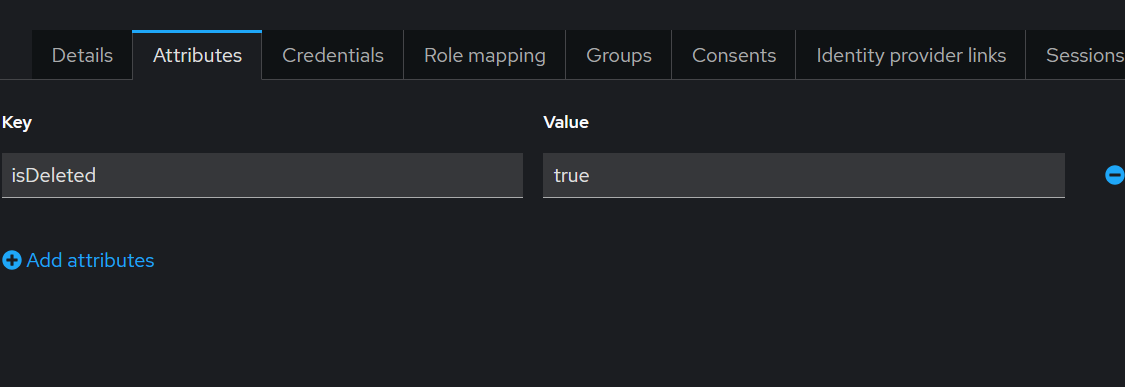 Details Attributes Credentials Role mapping Groups Consents Identity provider links Sessions
Key Value
isDeleted true
Add attributes